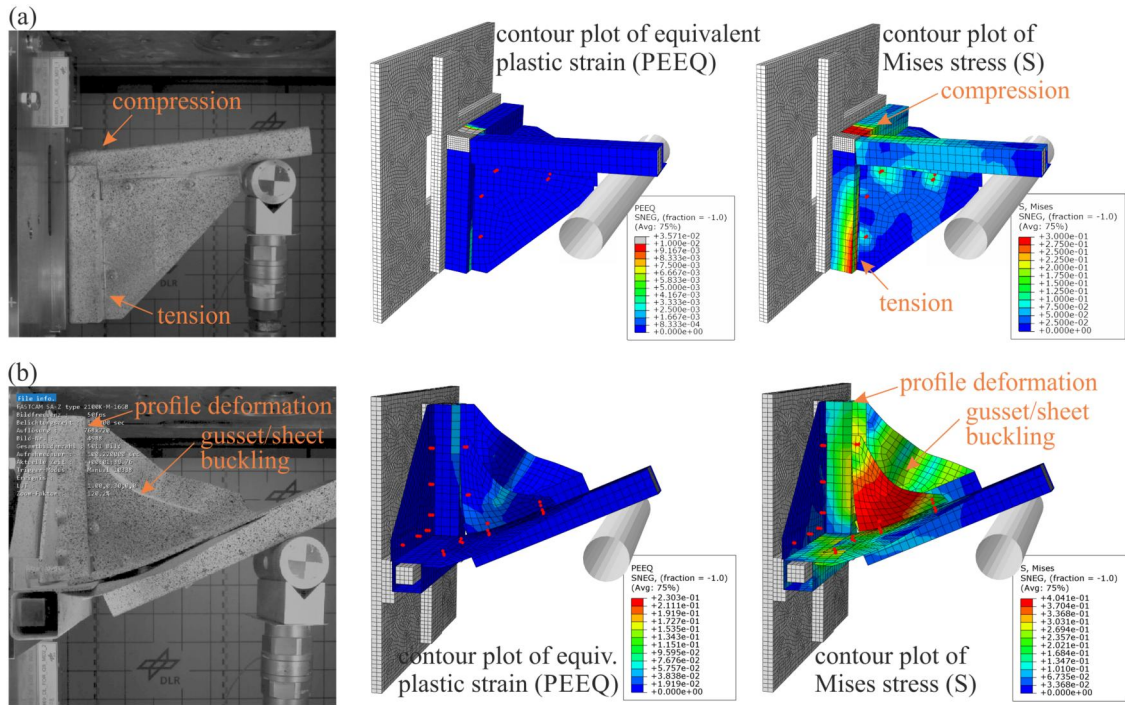 (a)
compression
tension
DLR
contour plot of equivalent
plastic strain (PEEQ)
PEEQ
SNEG, (fraction = -1.0)
(Avg: 75%)
+3.571e-02
+1.000e-02
+9.167e-03
+8.333e-03
+7.500e-03
+6.667e-03
+5.833e-03
+5.000e-03
+4.167e-03
+3.333e-03
+2.500e-03
+1.667e-03
+8.333e-04
+0.000e+00
contour plot of
Mises stress (S)
compression
tension
S, Mises
SNEG, (fraction = -1.0)
(Avg: 75%)
+3.000e-01
+2.750e-01
+2.500e-01
+2.250e-01
+2.000e-01
+1.750e-01
+1.500e-01
+1.250e-01
+1.000e-01
+7.500e-02
+5.000e-02
+2.500e-02
+0.000e+00
(b)
File info.
profile deformation
gusset/sheet
buckling
DLR
contour plot of equiv.
plastic strain (PEEQ)
PEEQ
SNEG, (fraction = -1.0)
(Avg: 75%)
+2.303e-01
+2.111e-01
+1.919e-01
+1.727e-01
+1.535e-01
+1.343e-01
+1.151e-01
+9.595e-02
+7.676e-02
+5.757e-02
+3.838e-02
+1.919e-02
+0.000e+00
profile deformation
gusset/sheet
buckling
contour plot of
Mises stress (S)
S, Mises
SNEG, (fraction = -1.0)
(Avg: 75%)
+4.041e-01
+3.704e-01
+3.368e-01
+3.031e-01
+2.694e-01
+2.357e-01
+2.021e-01
+1.684e-01
+1.347e-01
+1.010e-01
+6.735e-02
+3.368e-02
+0.000e+00